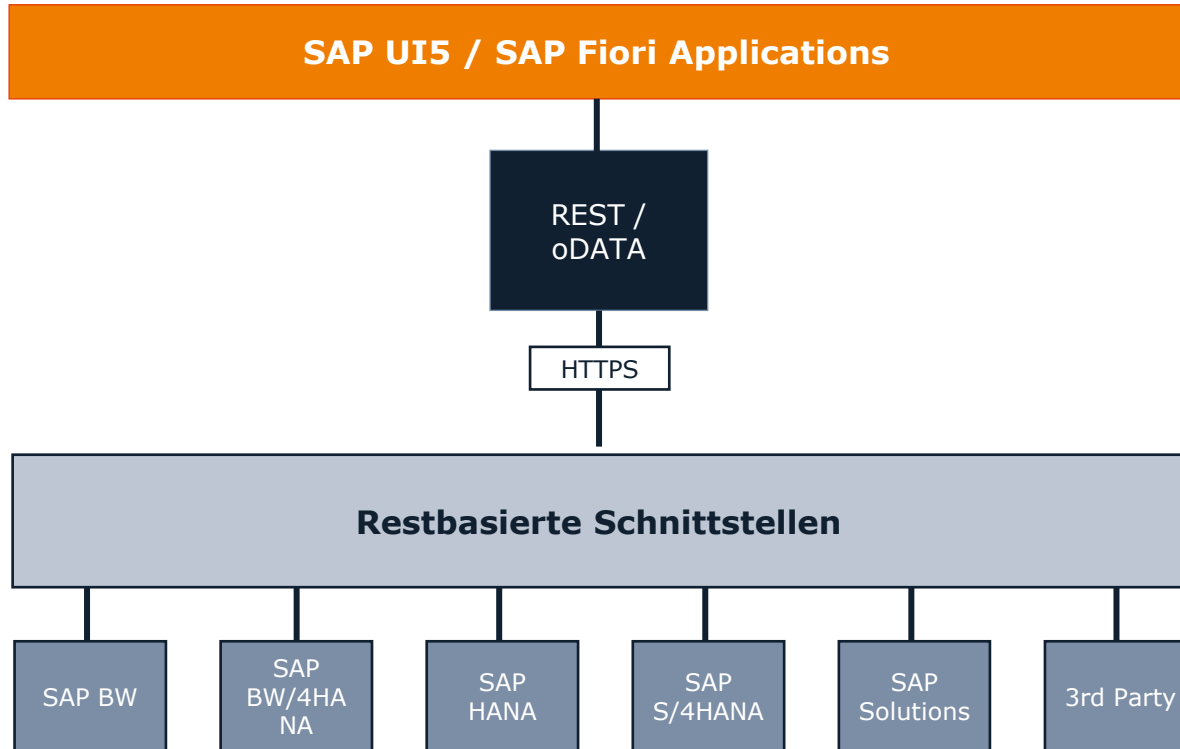 SAP UI5 / SAP Fiori Applications
REST /
oDATA
HTTPS
Restbasierte Schnittstellen
SAP BW
SAP
BW/4HA
NA
SAP
HANA
SAP
S/4HANA
SAP
Solutions
3rd Party